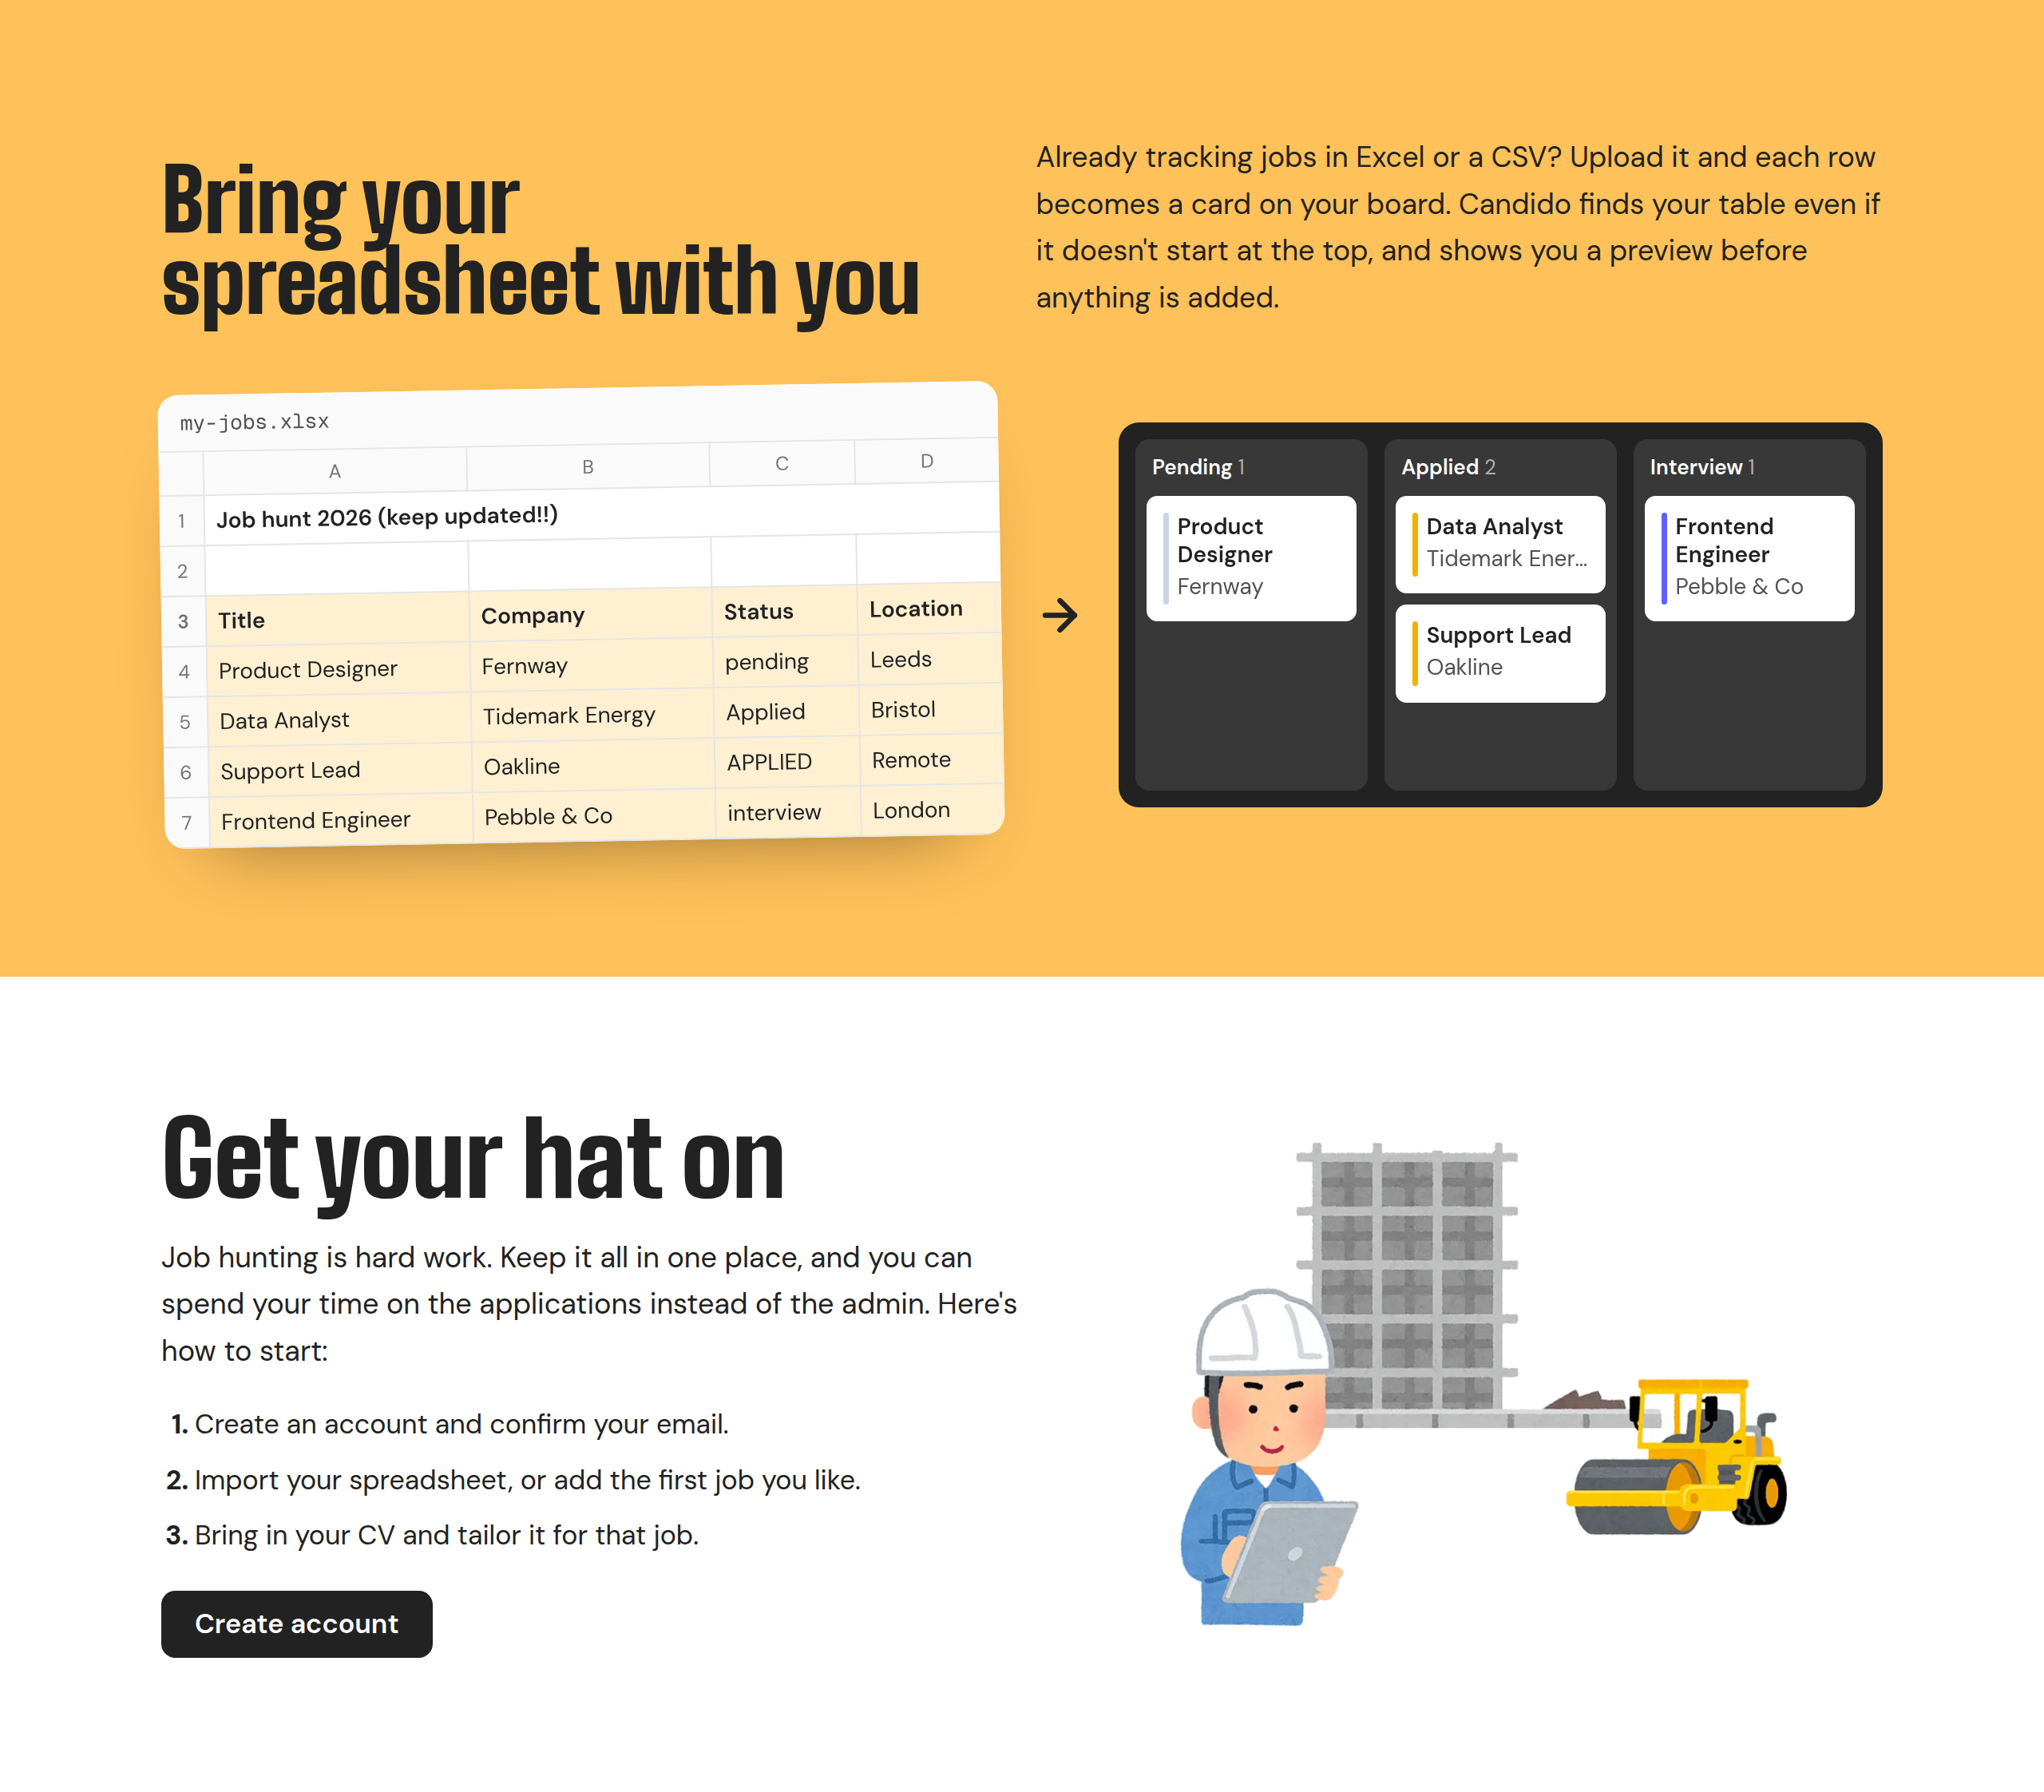 Bring your
spreadsheet with you
Already tracking jobs in Excel or a CSV? Upload it and each row
becomes a card on your board. Candido finds your table even if
it doesn't start at the top, and shows you a preview before
anything is added.
my-jobs.xlsx
A B C D
1 Job hunt 2026 (keep updated!!)
2
3 Title Company Status Location
4 Product Designer Fernway pending Leeds
5 Data Analyst Tidemark Energy Applied Bristol
6 Support Lead Oakline APPLIED Remote
7 Frontend Engineer Pebble & Co interview London
Pending 1
Product
Designer
Fernway
Applied 2
Data Analyst
Tidemark Ener...
Support Lead
Oakline
Interview 1
Frontend
Engineer
Pebble & Co
Get your hat on
Job hunting is hard work. Keep it all in one place, and you can
spend your time on the applications instead of the admin. Here's
how to start:
1. Create an account and confirm your email.
2. Import your spreadsheet, or add the first job you like.
3. Bring in your CV and tailor it for that job.
Create account